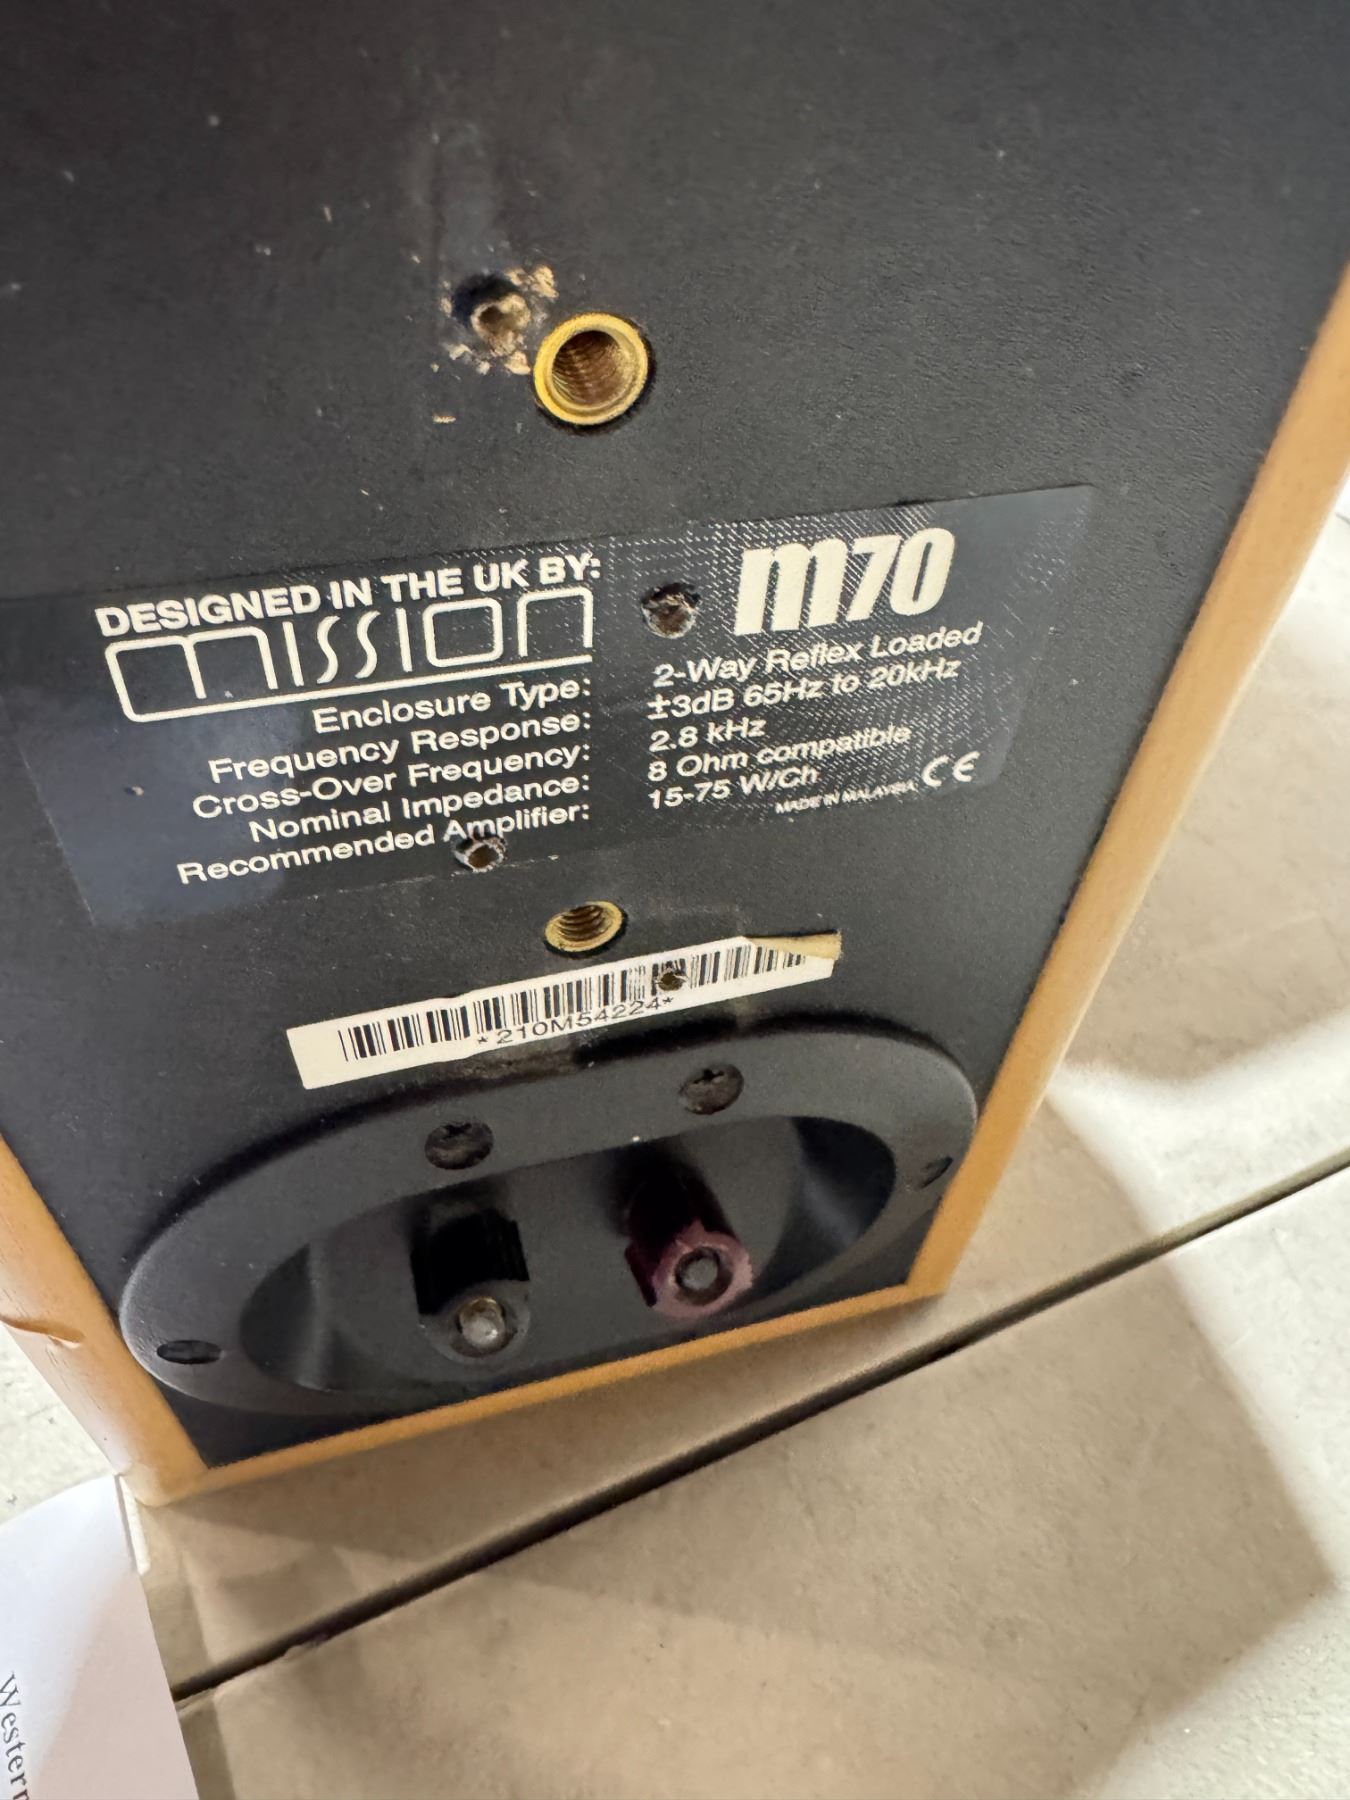 DESIGNED IN THE UK BY:
mission
m70
Enclosure Type: 2-Way Reflex Loaded
Frequency Response: ±3dB 65Hz to 20kHz
Cross-Over Frequency: 2.8 kHz
Nominal Impedance: 8 Ohm compatible
Recommended Amplifier: 15-75 W/Ch
MADE IN MALAYSIA CE
*210M54224*
Western